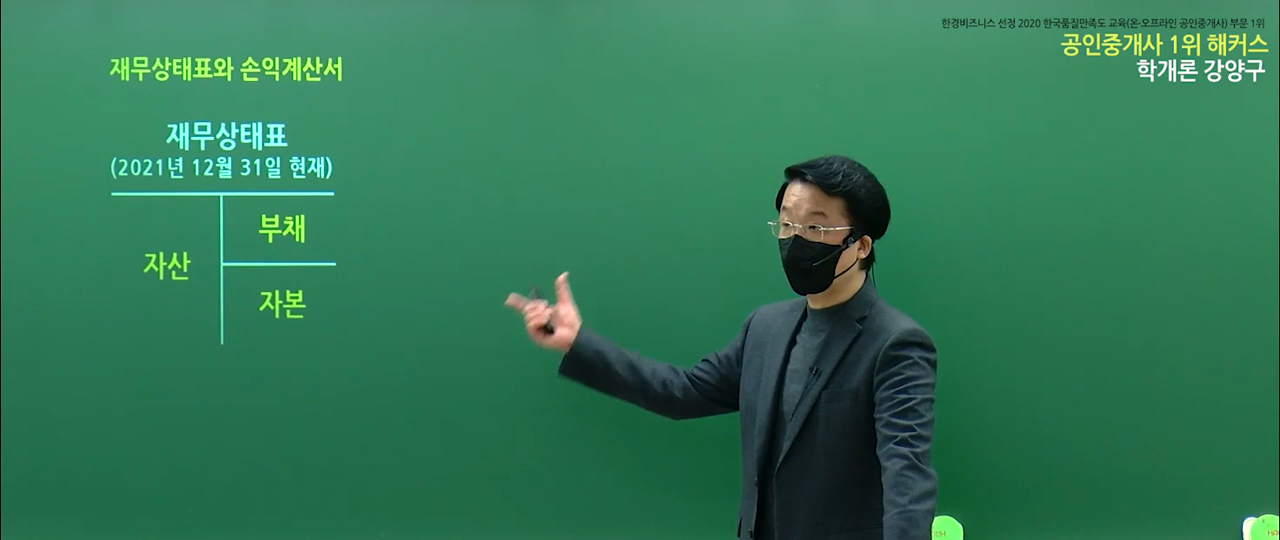 한경비즈니스 선정 2020 한국품질만족도 교육(온·오프라인 공인중개사) 부문 1위
공인중개사 1위 해커스
학개론 강양구
재무상태표와 손익계산서
재무상태표
(2021년 12월 31일 현재)
부채
자산
자본